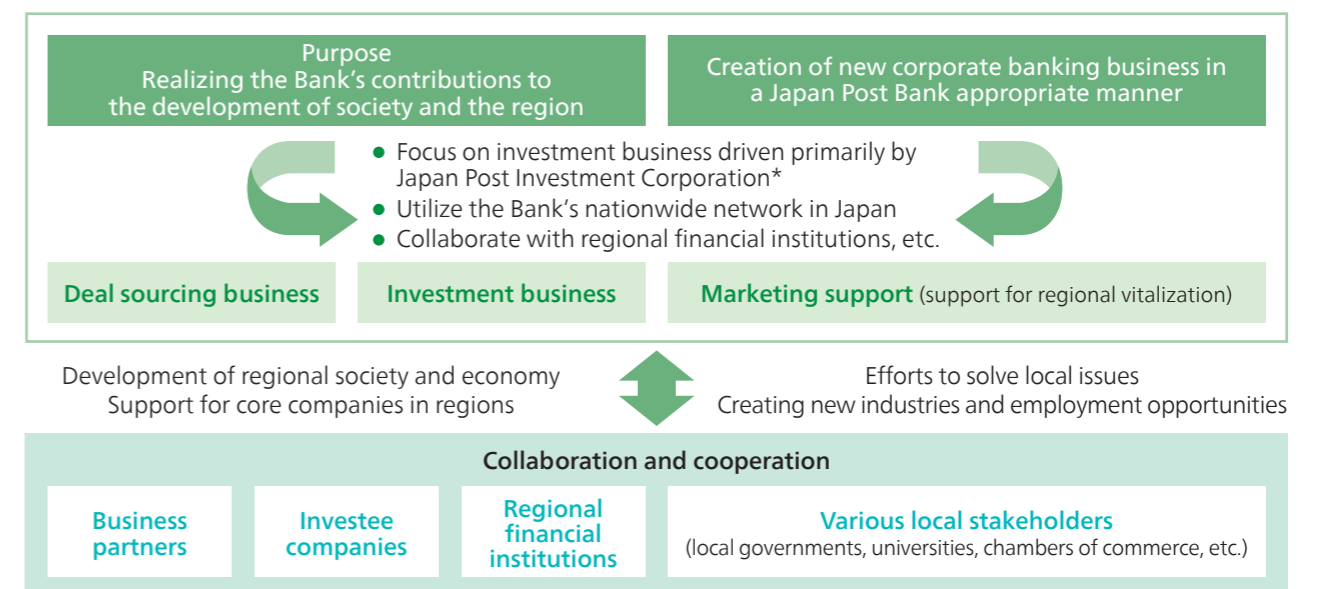 Purpose
Realizing the Bank's contributions to
the development of society and the region
Creation of new corporate banking business in
a Japan Post Bank appropriate manner
● Focus on investment business driven primarily by
Japan Post Investment Corporation*
● Utilize the Bank's nationwide network in Japan
● Collaborate with regional financial institutions, etc.
Deal sourcing business
Investment business
Marketing support (support for regional vitalization)
Development of regional society and economy
Support for core companies in regions
Efforts to solve local issues
Creating new industries and employment opportunities
Collaboration and cooperation
Business
partners
Investee
companies
Regional
financial
institutions
Various local stakeholders
(local governments, universities, chambers of commerce, etc.)